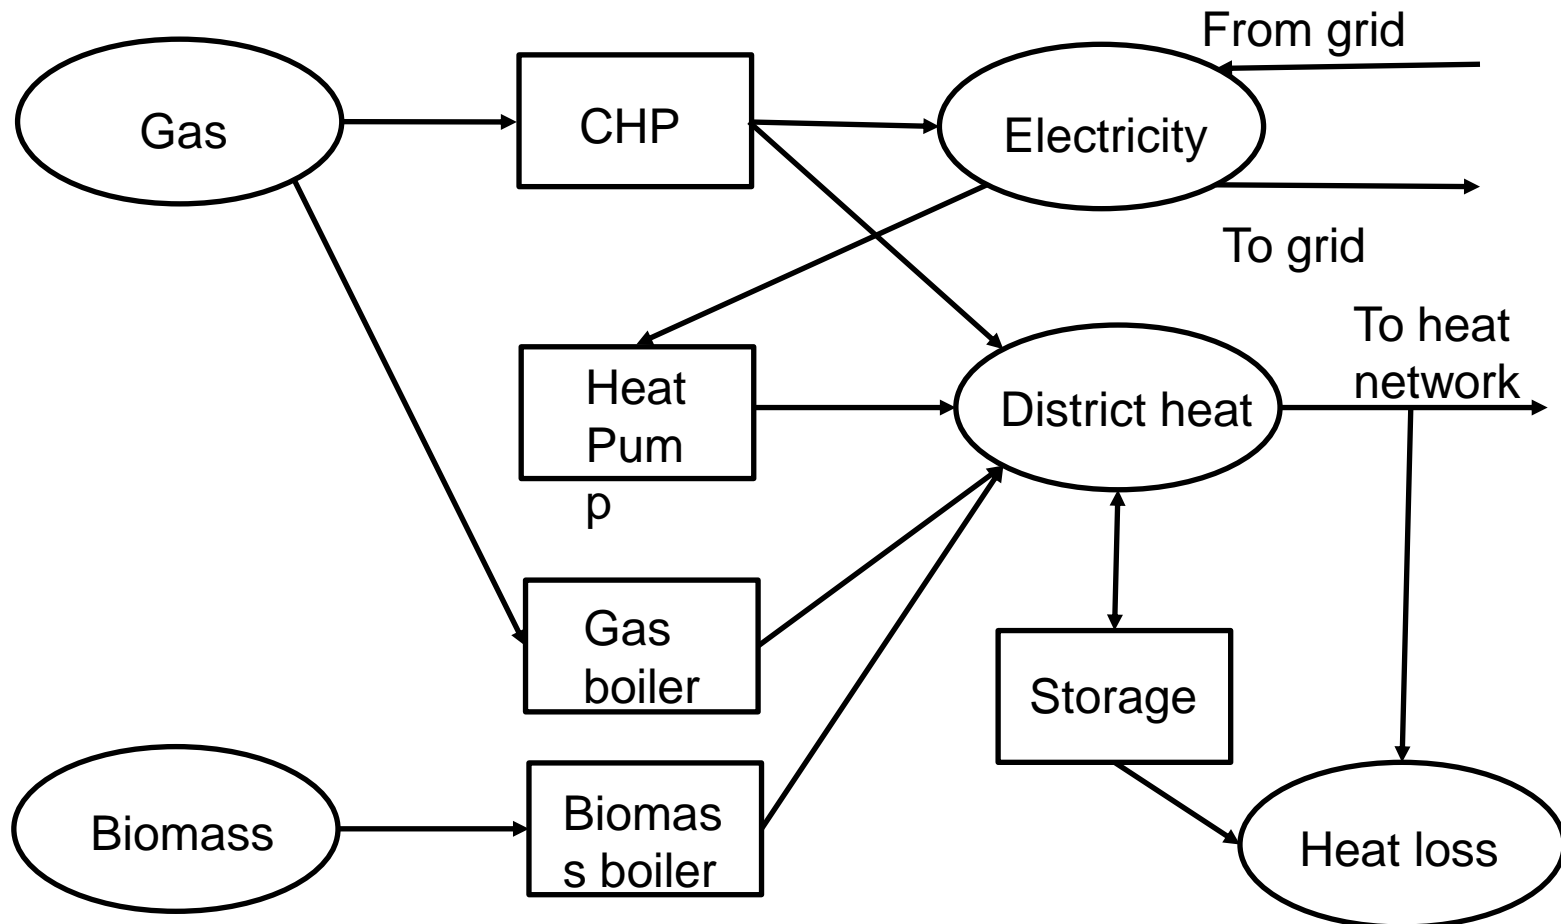 From grid
Gas
CHP
Electricity
To grid
To heat
network
Heat
Pum
p
District heat
Gas
boiler
Storage
Biomass
Biomas
s boiler
Heat loss